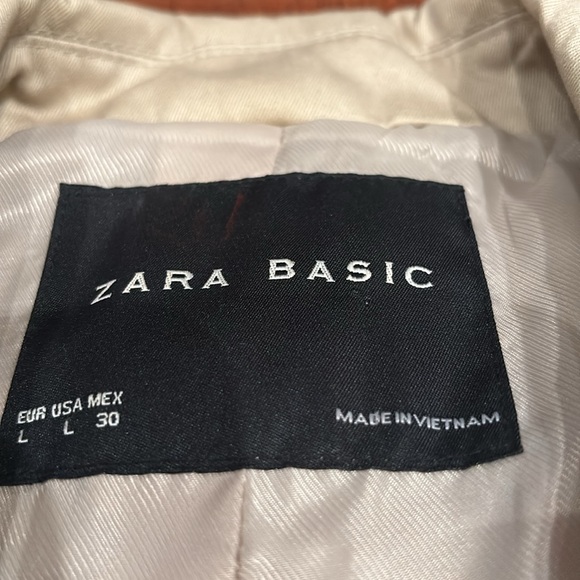 ZARA BASIC
EUR USA MEX
L L 30
MADE IN VIETNAM